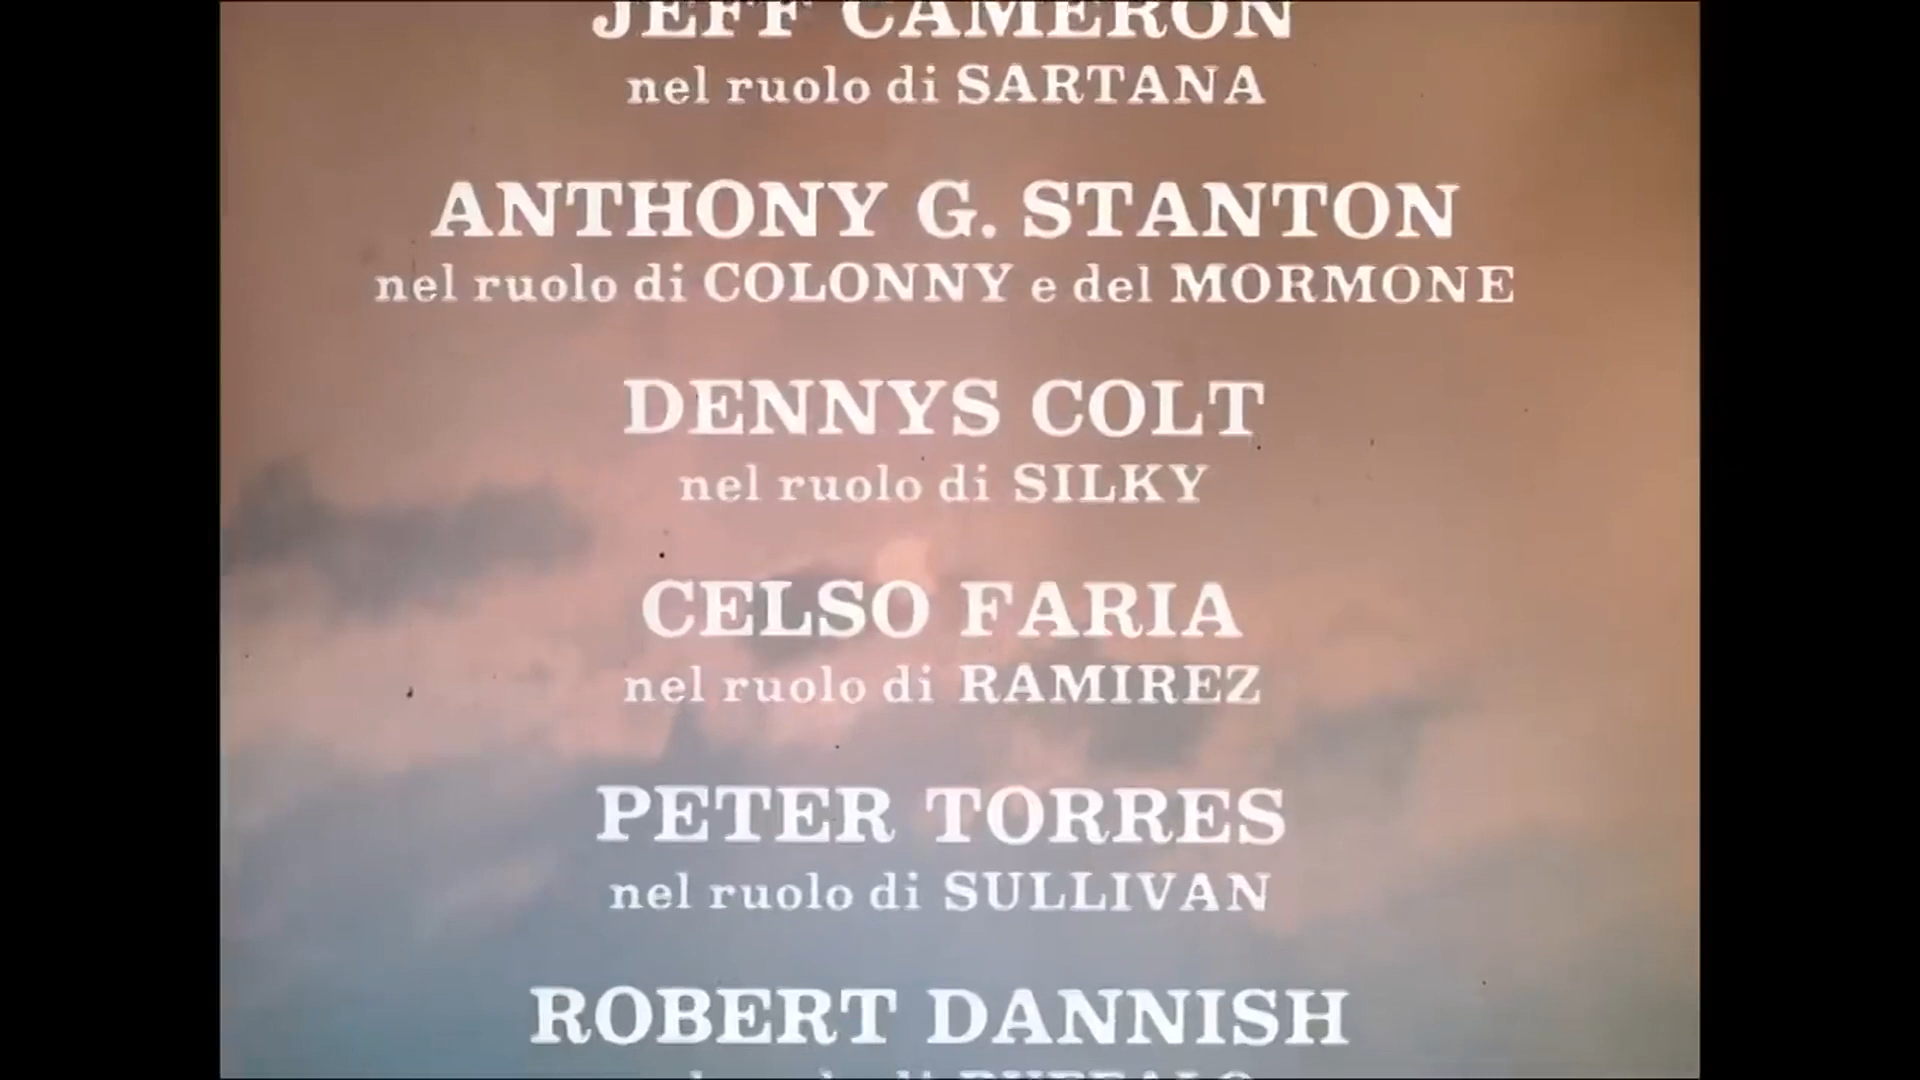 JEFF CAMERON
nel ruolo di SARTANA
ANTHONY G. STANTON
nel ruolo di COLONNY e del MORMONE
DENNYS COLT
nel ruolo di SILKY
CELSO FARIA
nel ruolo di RAMIREZ
PETER TORRES
nel ruolo di SULLIVAN
ROBERT DANNISH